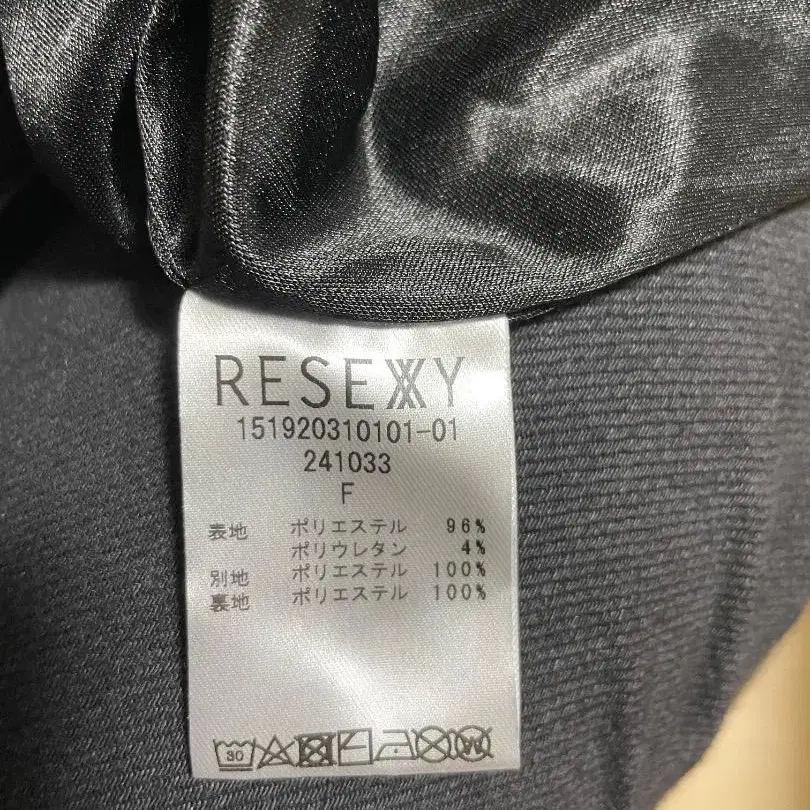 RESEXXY
151920310101-01
241033
F
表地 ポリエステル 96%
ポリウレタン 4%
別地 ポリエステル 100%
裏地 ポリエステル 100%
30
W